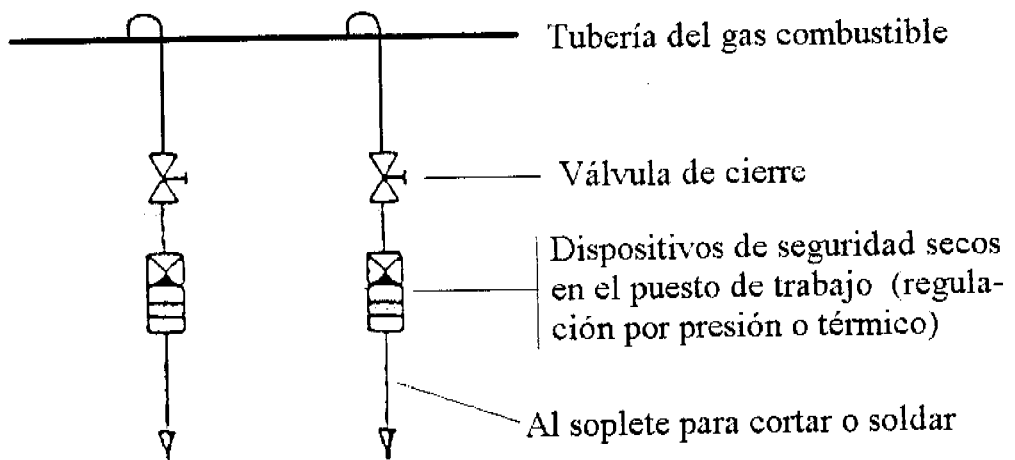 Tubería del gas combustible
Válvula de cierre
Dispositivos de seguridad secos
en el puesto de trabajo (regula-
ción por presión o térmico)
Al soplete para cortar o soldar